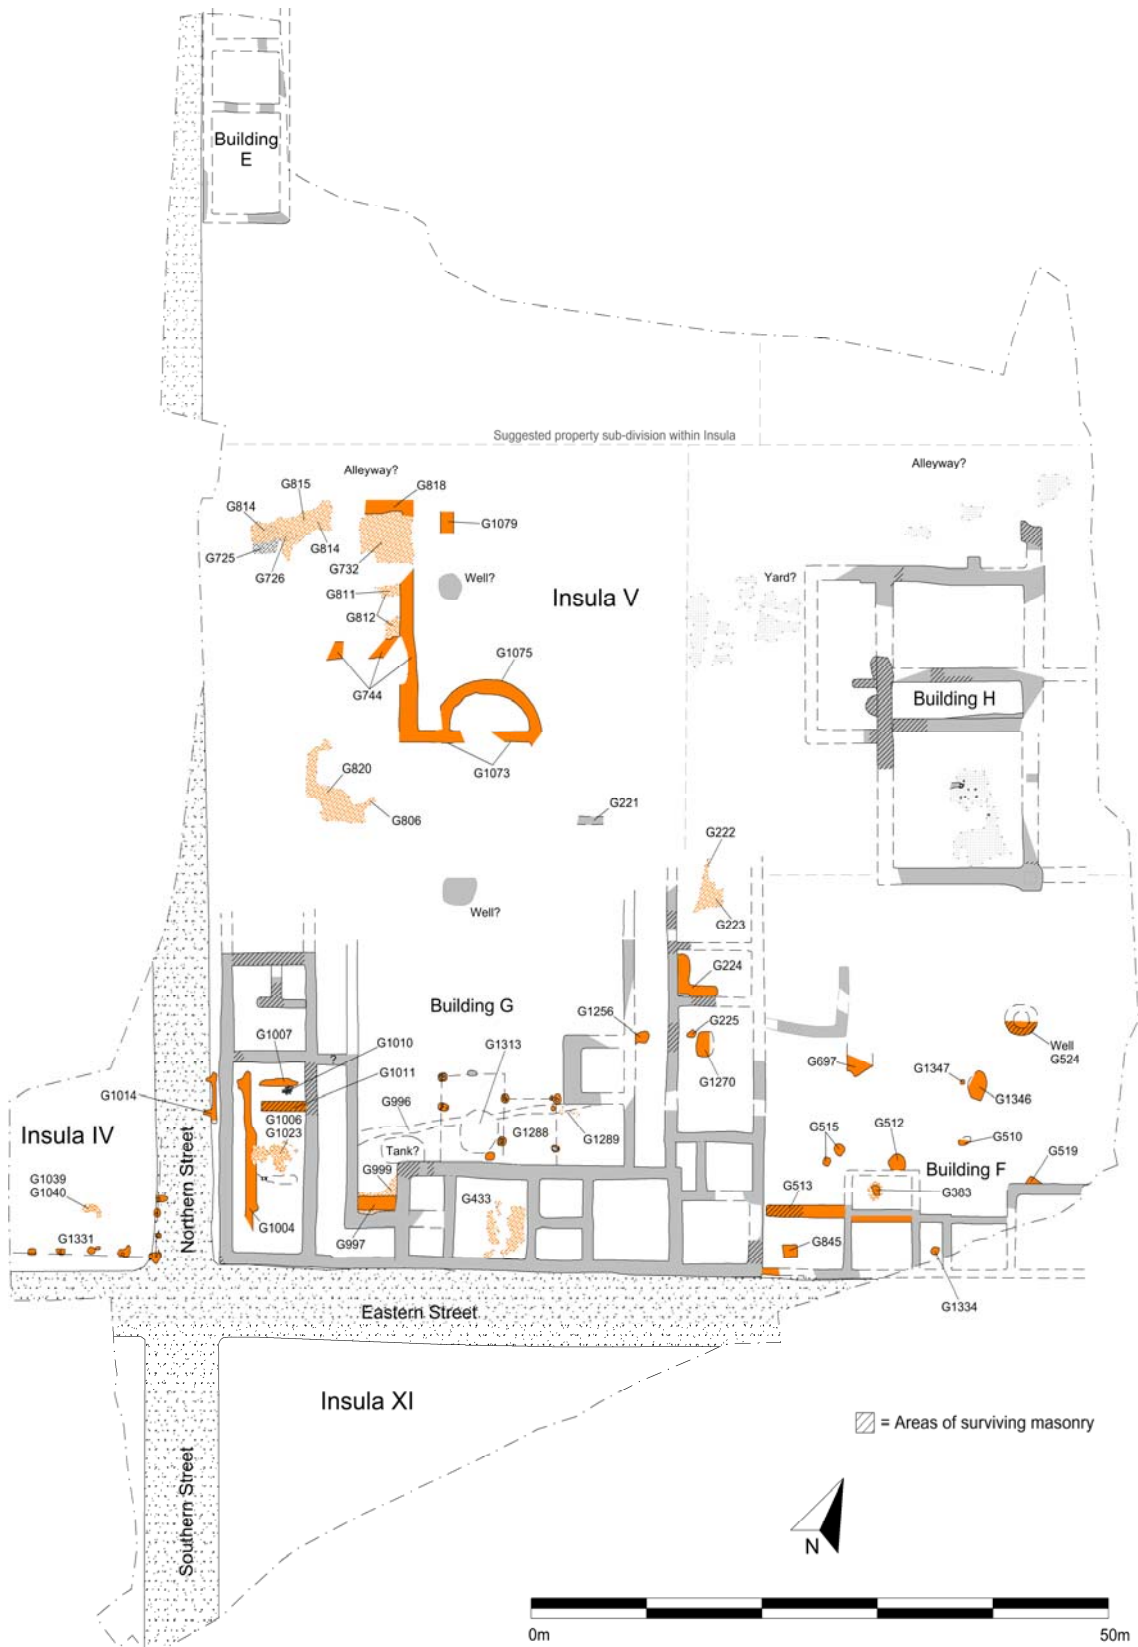 Building
E
Suggested property sub-division within Insula
Alleyway?
Alleyway?
G815
G818
G814
G1079
G725
G814
G726
G732
Well?
Yard?
G811
Insula V
G812
G1075
G744
Building H
G1073
G820
G221
G806
G222
Well?
G223
G224
Building G
G1256
G225
Well
G524
G1007
G1010
G1313
?
G697
G1347
G1270
G1011
G1014
G996
G1346
G1006
G1023
G1288
G1289
G515
G512
G510
Insula IV
Tank?
G999
Building F
G519
G1039
G1040
G433
G513
G383
Northern Street
G1004
G1331
G997
G845
G1334
Eastern Street
Insula XI
= Areas of surviving masonry
Southern Street
N
0m
50m